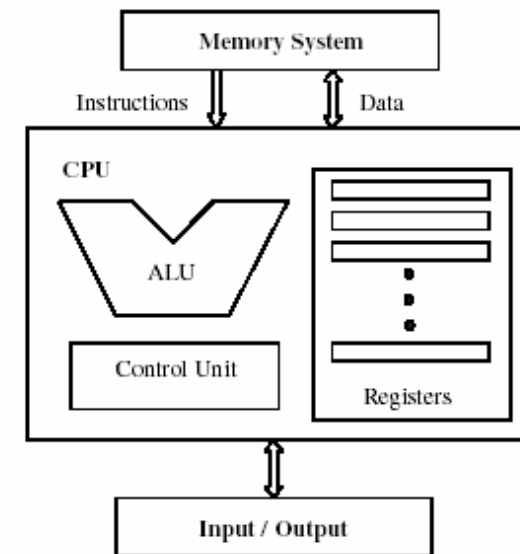 Memory System
Instructions
Data
CPU
ALU
Control Unit
Registers
Input / Output